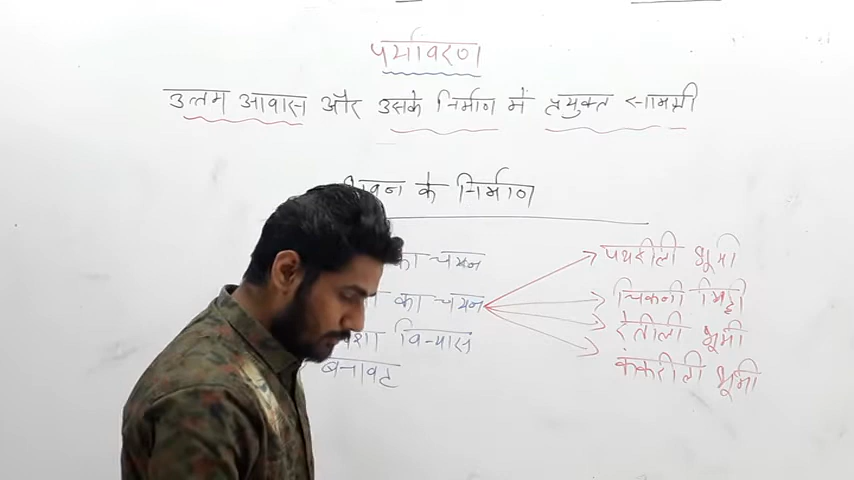 पर्यावरण
उत्तम आवास और उसके निर्माण में प्रयुक्त सामग्री
के निर्माण
का चयन
का चयन
विन्यास
बनावट
पथरीली भूमी
चिकनी मिट्टी
रेतीली भूमी
कंकरीली भूमी